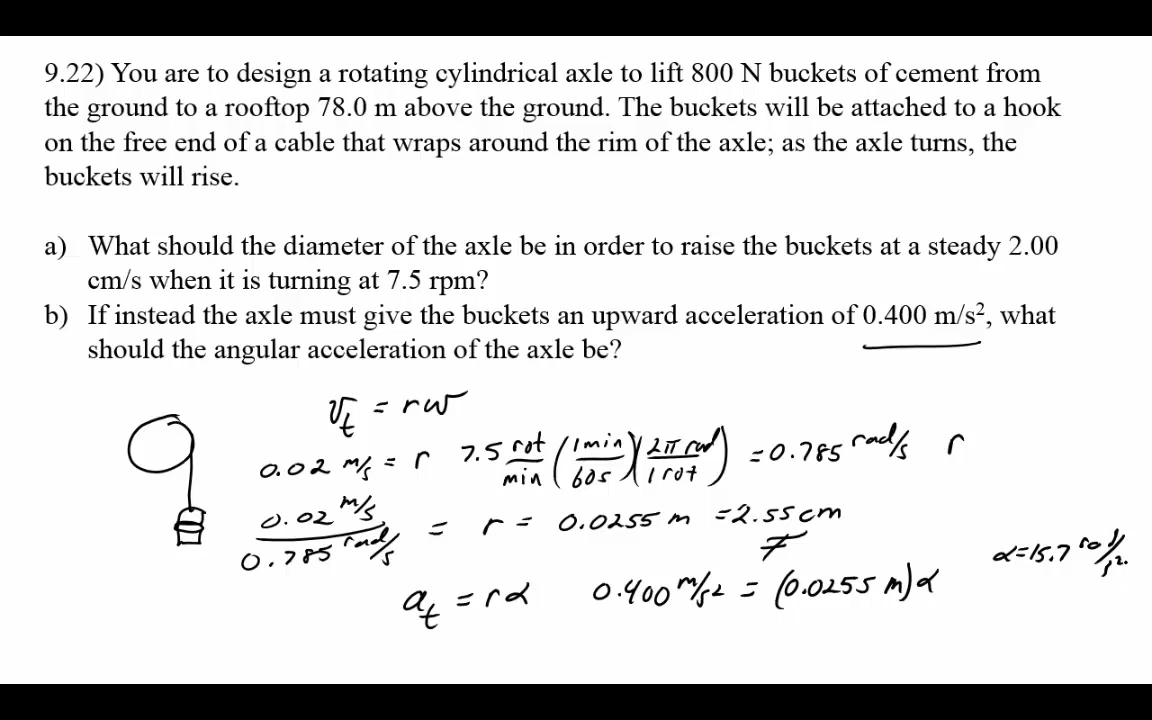 9.22) You are to design a rotating cylindrical axle to lift 800 N buckets of cement from
the ground to a rooftop 78.0 m above the ground. The buckets will be attached to a hook
on the free end of a cable that wraps around the rim of the axle; as the axle turns, the
buckets will rise.
a) What should the diameter of the axle be in order to raise the buckets at a steady 2.00
cm/s when it is turning at 7.5 rpm?
b) If instead the axle must give the buckets an upward acceleration of 0.400 m/s², what
should the angular acceleration of the axle be?
v_t = rω
0.02 m/s = r 7.5 rot/min (1 min/60s)(2π rad/1 rot) = 0.785 rad/s r
0.02 m/s / 0.785 rad/s = r = 0.0255 m = 2.55 cm
a_t = rα 0.400 m/s² = (0.0255 m)α α=15.7 rad/s².